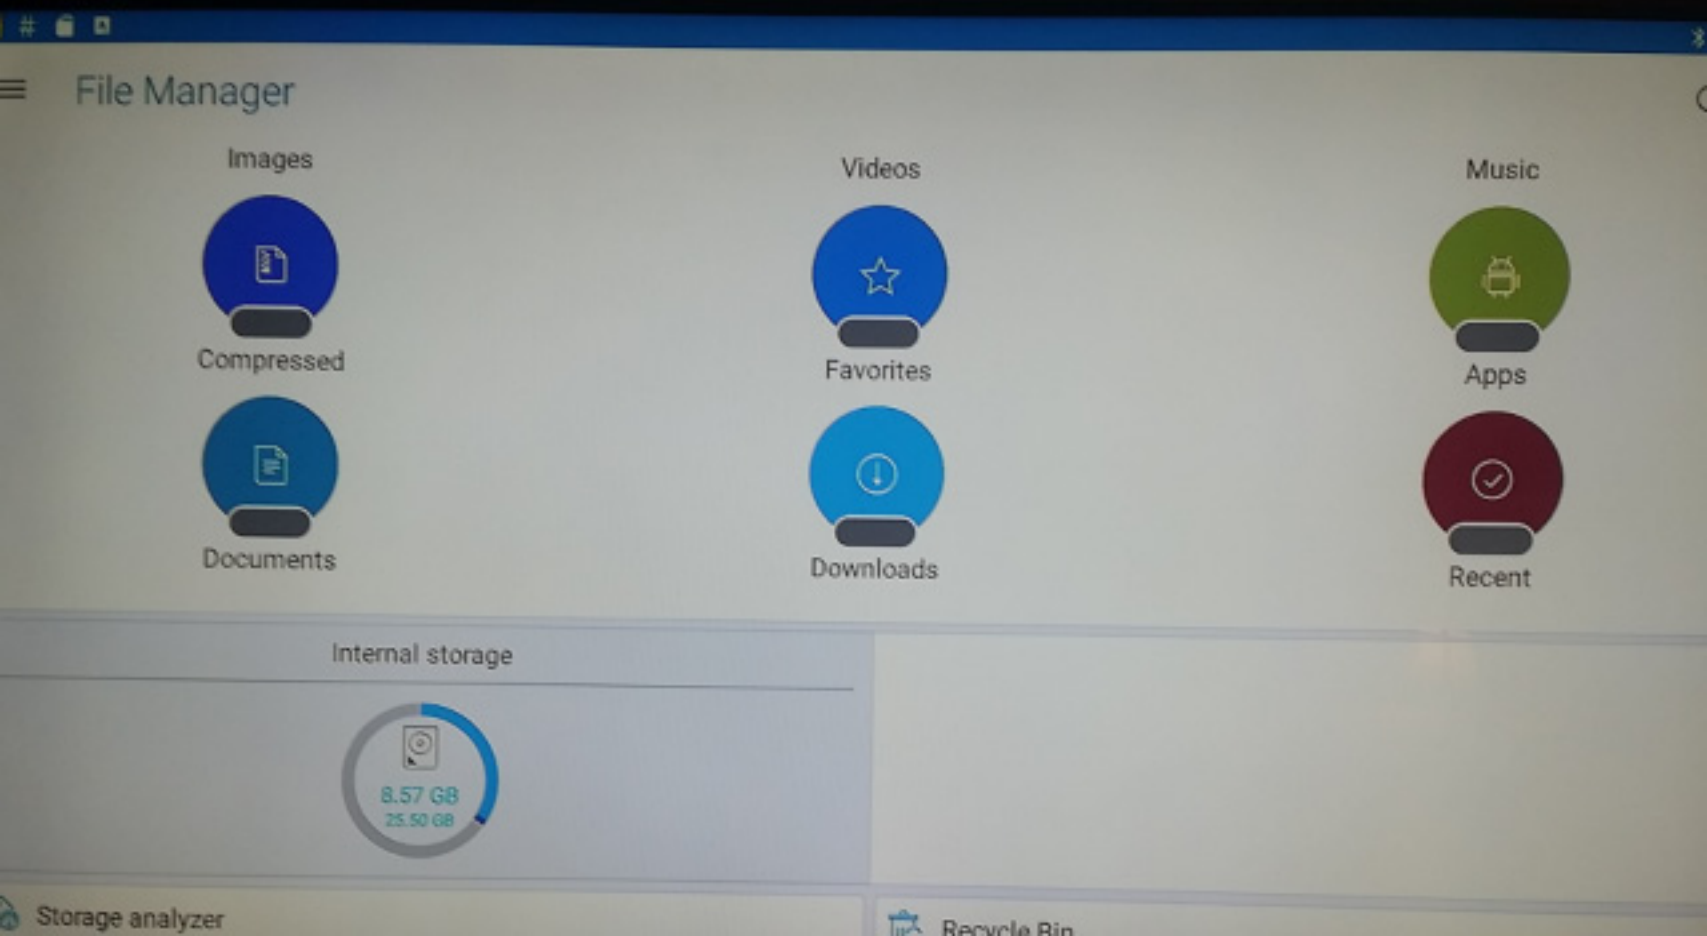 File Manager
Images
Videos
Music
Compressed
Favorites
Apps
Documents
Downloads
Recent
Internal storage
8.57 GB
25.50 GB
Storage analyzer
Recycle Bin